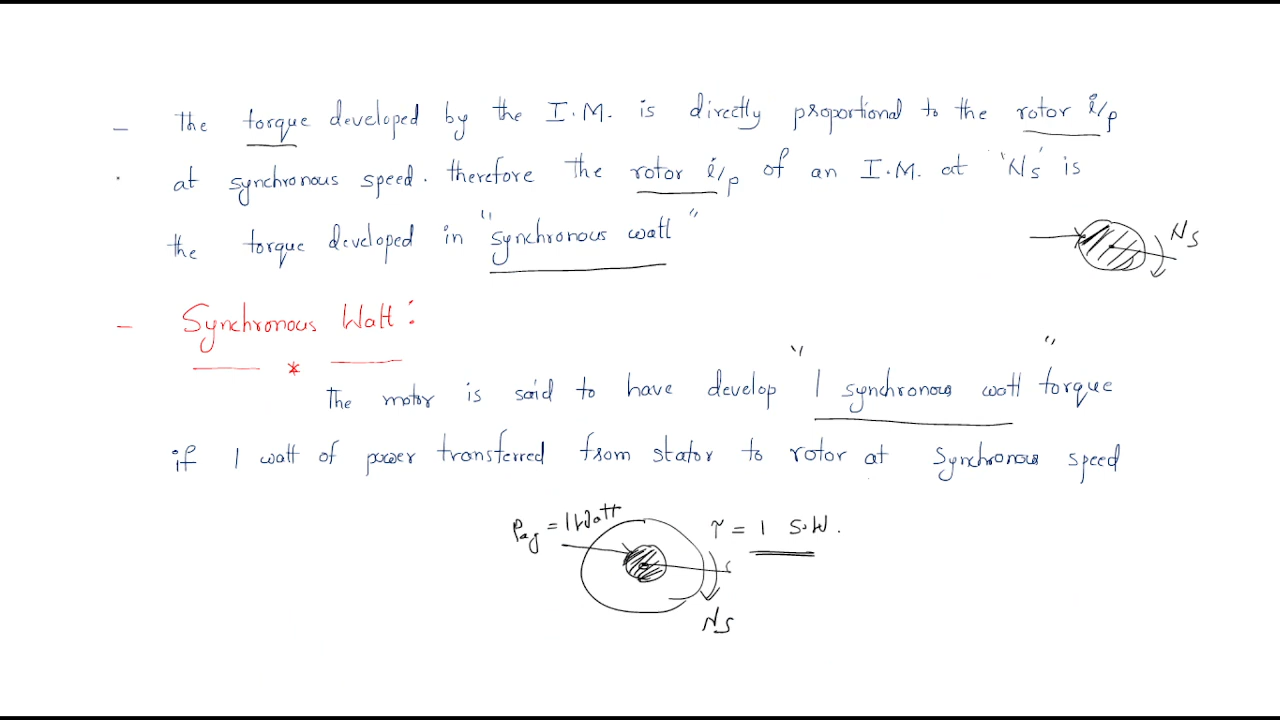 - The torque developed by the I.M. is directly proportional to the rotor i/p
at synchronous speed. therefore the rotor i/p of an I.M. at 'Ns' is
the torque developed in "synchronous watt"
Ns
- Synchronous Watt:
*
The motor is said to have develop "1 synchronous watt" torque
if 1 watt of power transferred from stator to rotor at synchronous speed
Pag = 1 Watt
τ = 1 S.W.
Ns